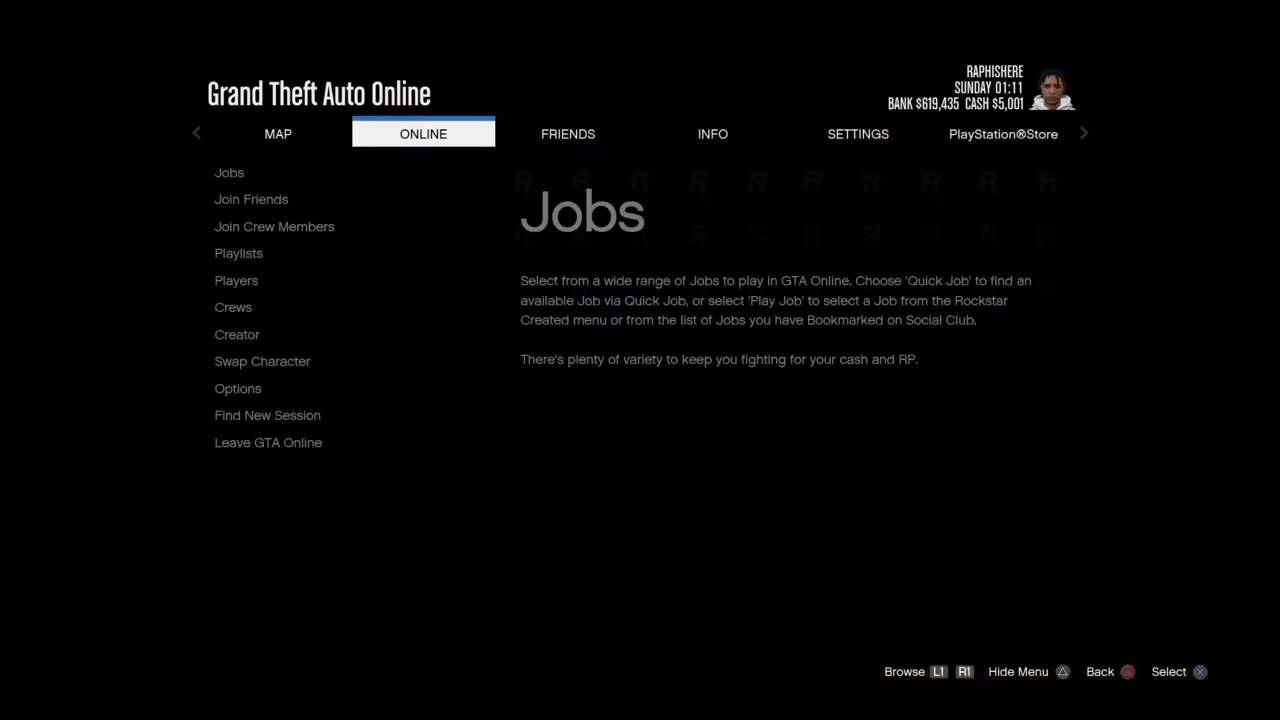 Grand Theft Auto Online
RAPHISHERE
SUNDAY 01:11
BANK $619,435 CASH $5,001
MAP
ONLINE
FRIENDS
INFO
SETTINGS
PlayStation®Store
Jobs
Join Friends
Join Crew Members
Playlists
Players
Crews
Creator
Swap Character
Options
Find New Session
Leave GTA Online
Jobs
Select from a wide range of Jobs to play in GTA Online. Choose 'Quick Job' to find an
available Job via Quick Job, or select 'Play Job' to select a Job from the Rockstar
Created menu or from the list of Jobs you have Bookmarked on Social Club.
There's plenty of variety to keep you fighting for your cash and RP.
Browse L1 R1 Hide Menu Back Select